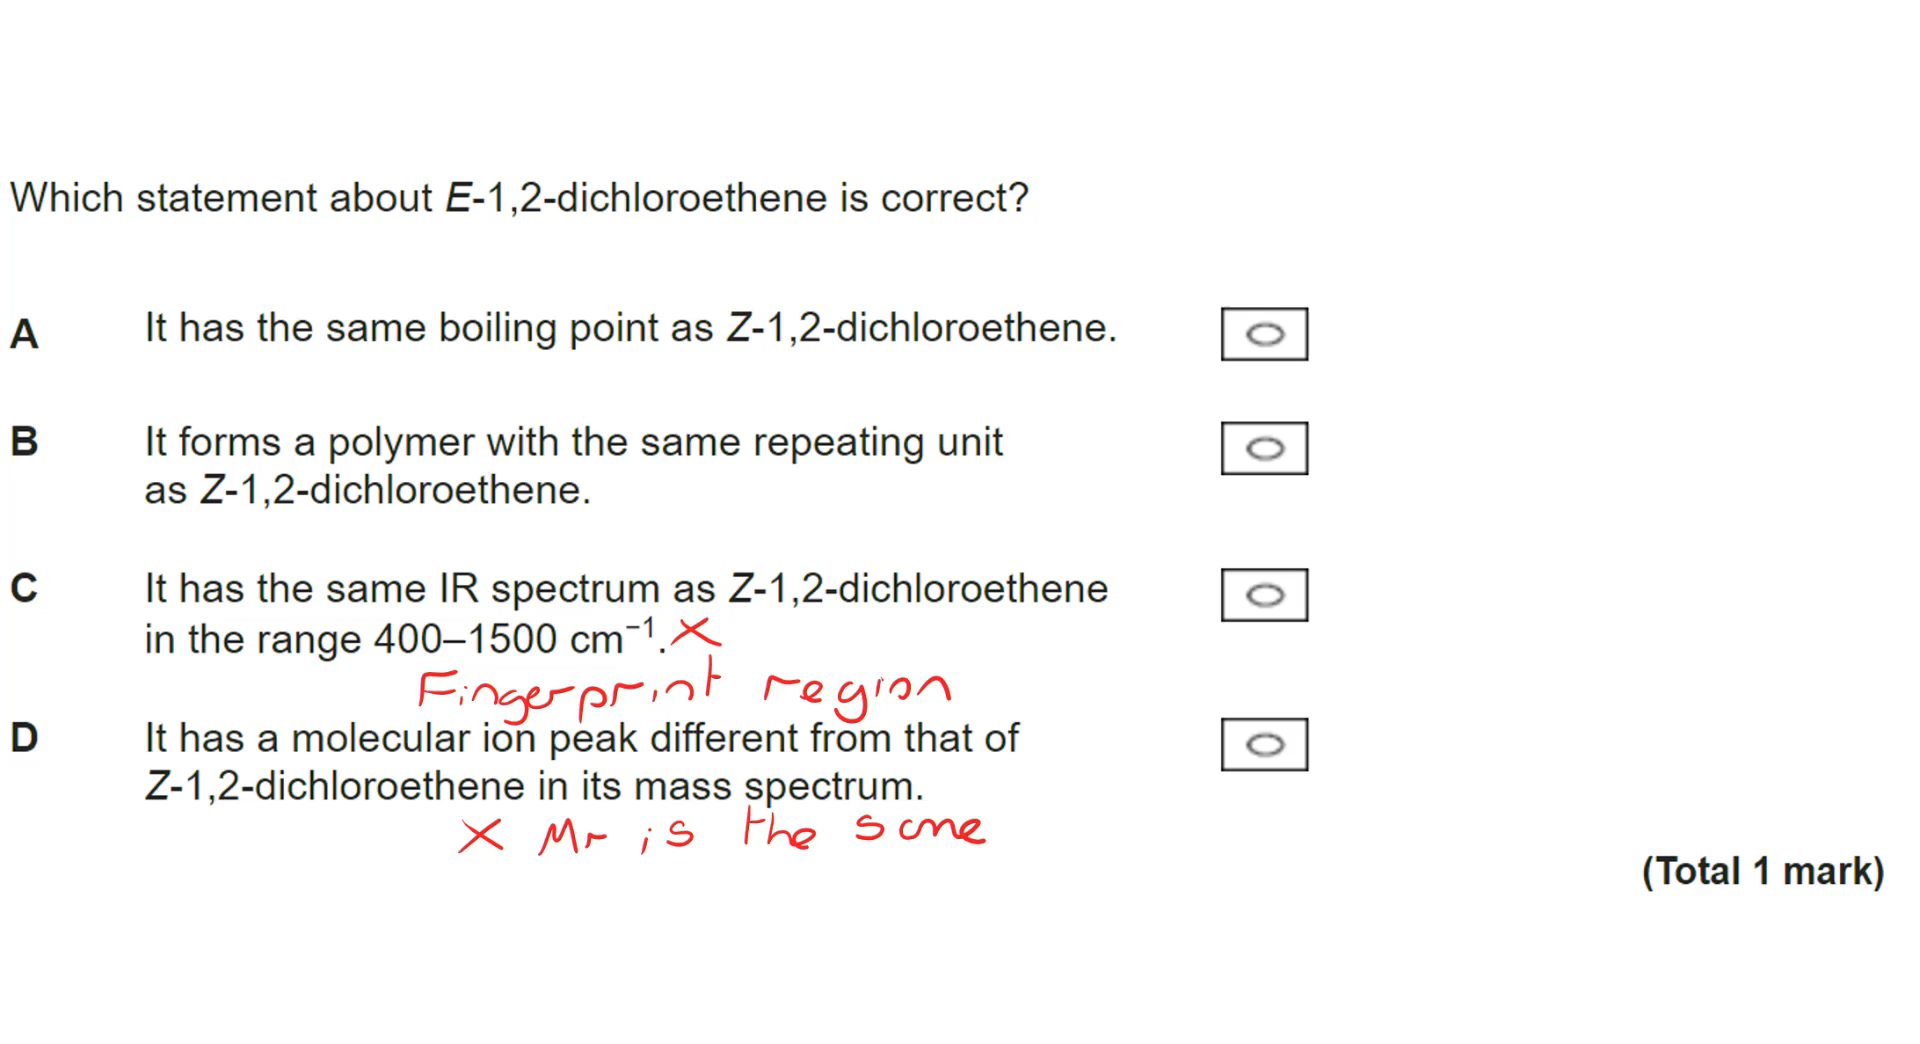 Which statement about E-1,2-dichloroethene is correct?
A It has the same boiling point as Z-1,2-dichloroethene.
B It forms a polymer with the same repeating unit
as Z-1,2-dichloroethene.
C It has the same IR spectrum as Z-1,2-dichloroethene
in the range 400–1500 cm⁻¹. X
Fingerprint region
D It has a molecular ion peak different from that of
Z-1,2-dichloroethene in its mass spectrum.
X Mr is the same
(Total 1 mark)